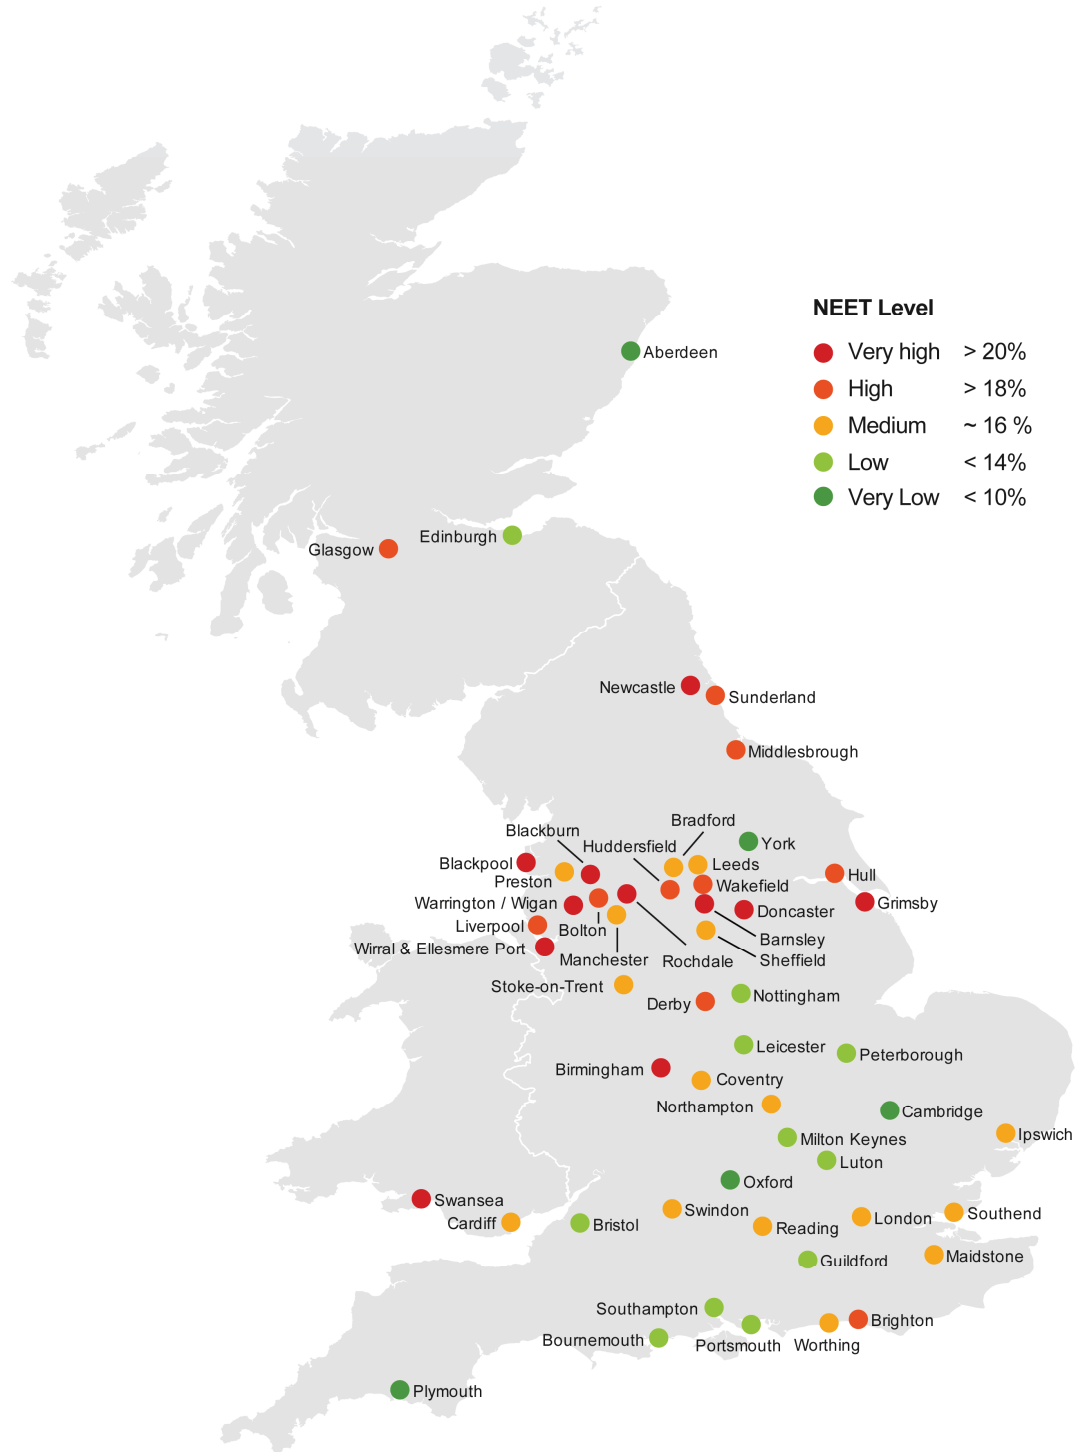 NEET Level
Very high > 20%
High > 18%
Medium ~ 16 %
Low < 14%
Very Low < 10%
Aberdeen
Edinburgh
Glasgow
Newcastle
Sunderland
Middlesbrough
Bradford
Blackburn
Huddersfield
York
Blackpool
Leeds
Preston
Wakefield
Hull
Warrington / Wigan
Grimsby
Doncaster
Liverpool
Bolton
Barnsley
Wirral & Ellesmere Port
Manchester
Rochdale
Sheffield
Stoke-on-Trent
Nottingham
Derby
Leicester
Peterborough
Birmingham
Coventry
Northampton
Cambridge
Ipswich
Milton Keynes
Luton
Oxford
Swansea
Swindon
Southend
London
Cardiff
Bristol
Reading
Maidstone
Guildford
Southampton
Brighton
Bournemouth
Portsmouth
Worthing
Plymouth